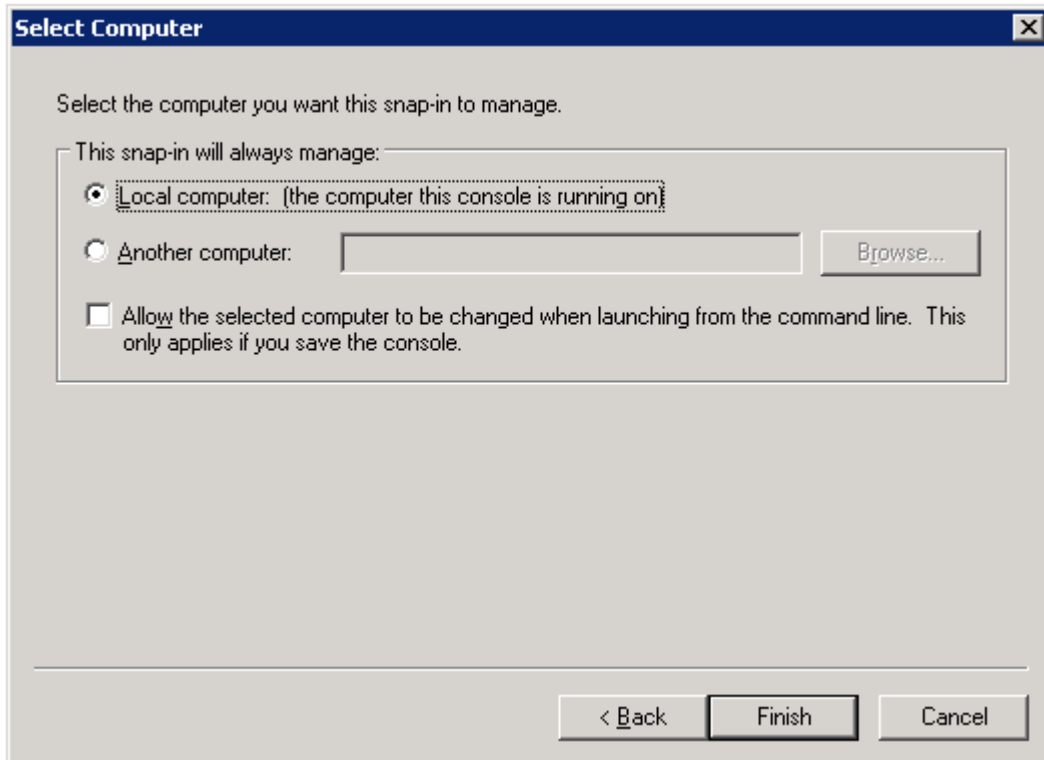 Select Computer
Select the computer you want this snap-in to manage.
This snap-in will always manage:
Local computer:  (the computer this console is running on)
Another computer:
Browse...
Allow the selected computer to be changed when launching from the command line.  This
only applies if you save the console.
< Back
Finish
Cancel